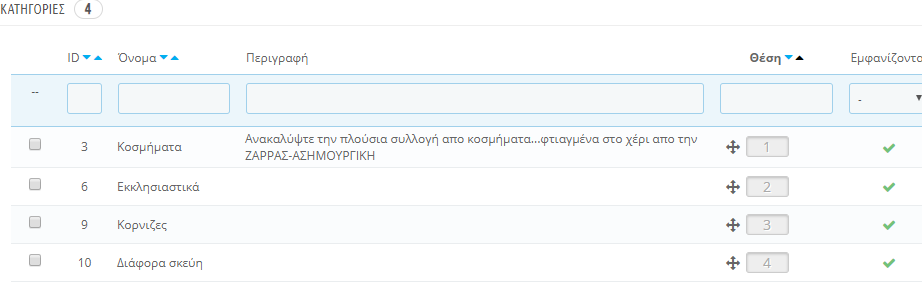 ΚΑΤΗΓΟΡΙΕΣ 4
ID Όνομα Περιγραφή Θέση Εμφανίζοντα
-- -
3 Κοσμήματα Ανακαλύψτε την πλούσια συλλογή απο κοσμήματα...φτιαγμένα στο χέρι απο την
ΖΑΡΡΑΣ-ΑΣΗΜΟΥΡΓΙΚΗ 1
6 Εκκλησιαστικά 2
9 Κορνιζες 3
10 Διάφορα σκεύη 4